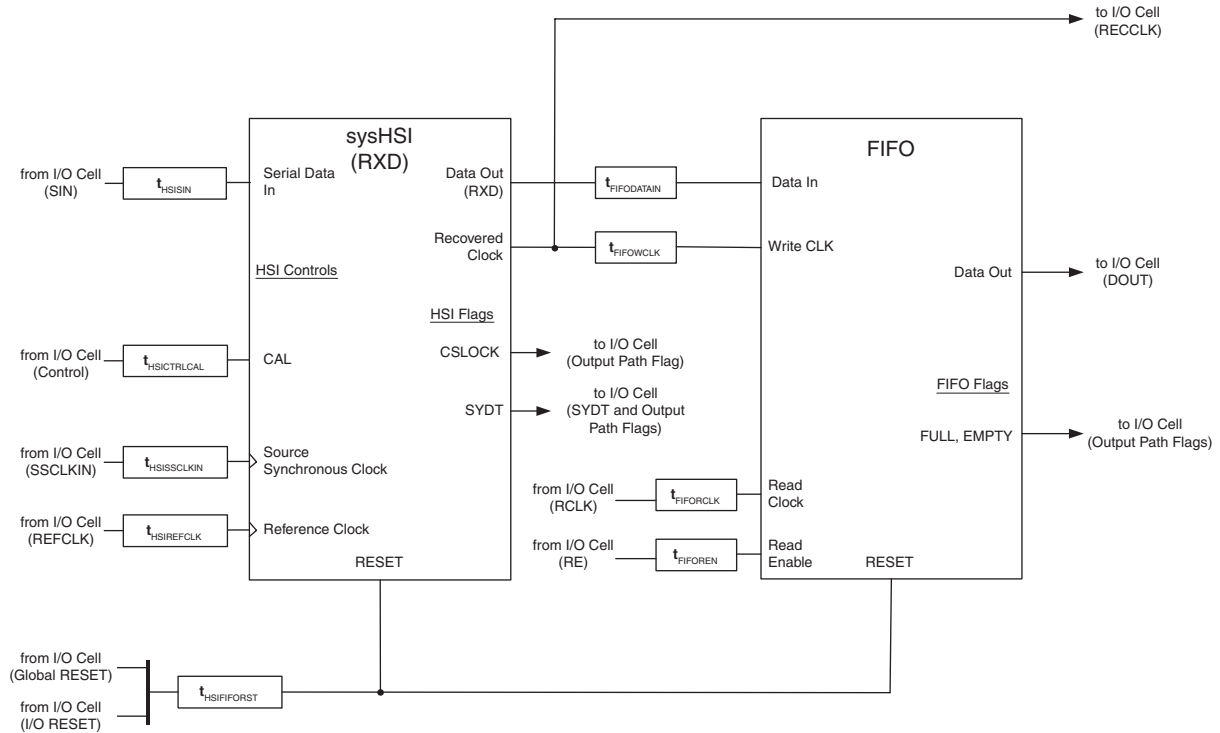 to I/O Cell
(RECCLK)
sysHSI
(RXD)
FIFO
from I/O Cell
(SIN)
tHSISIN
Serial Data
In
Data Out
(RXD)
tFIFODATAIN
Data In
Recovered
Clock
tFIFOWCLK
Write CLK
HSI Controls
Data Out
to I/O Cell
(DOUT)
HSI Flags
from I/O Cell
(Control)
tHSICTRLCAL
CAL
CSLOCK
to I/O Cell
(Output Path Flag)
FIFO Flags
SYDT
to I/O Cell
(SYDT and Output
Path Flags)
FULL, EMPTY
to I/O Cell
(Output Path Flags)
from I/O Cell
(SSCLKIN)
tHSISSCLKIN
Source
Synchronous Clock
from I/O Cell
(RCLK)
tFIFORCLK
Read
Clock
from I/O Cell
(REFCLK)
tHSIREFCLK
Reference Clock
from I/O Cell
(RE)
tFIFOREN
Read
Enable
RESET
RESET
from I/O Cell
(Global RESET)
tHSIFIFORST
from I/O Cell
(I/O RESET)